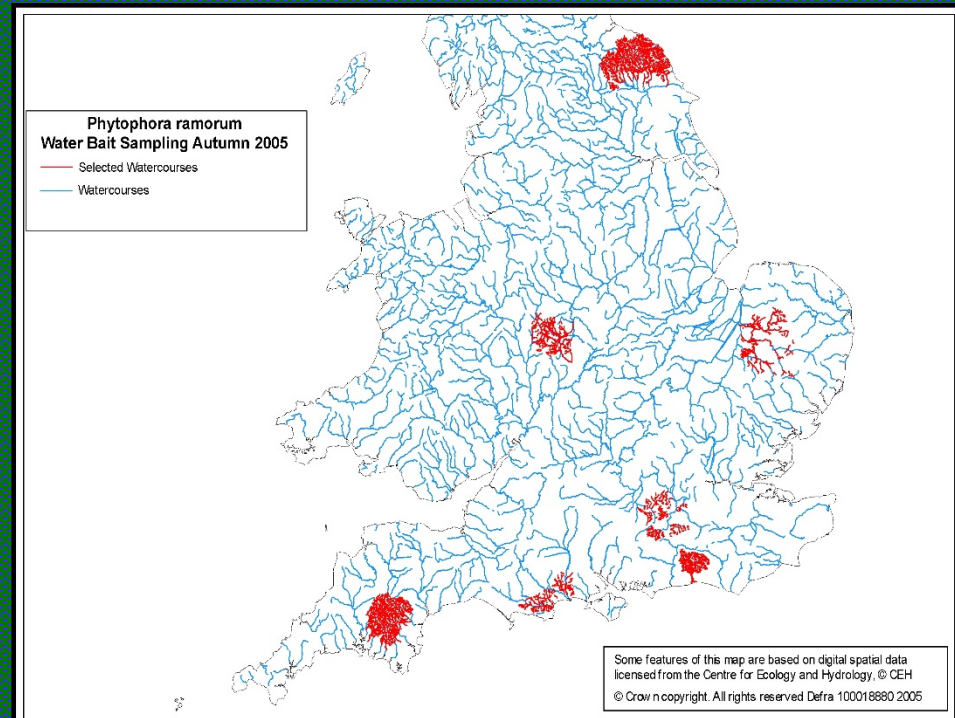 Phytophora ramorum
Water Bait Sampling Autumn 2005
Selected Watercourses
Watercourses
Some features of this map are based on digital spatial data
licensed from the Centre for Ecology and Hydrology, © CEH
© Crown copyright. All rights reserved Defra 100018880 2005